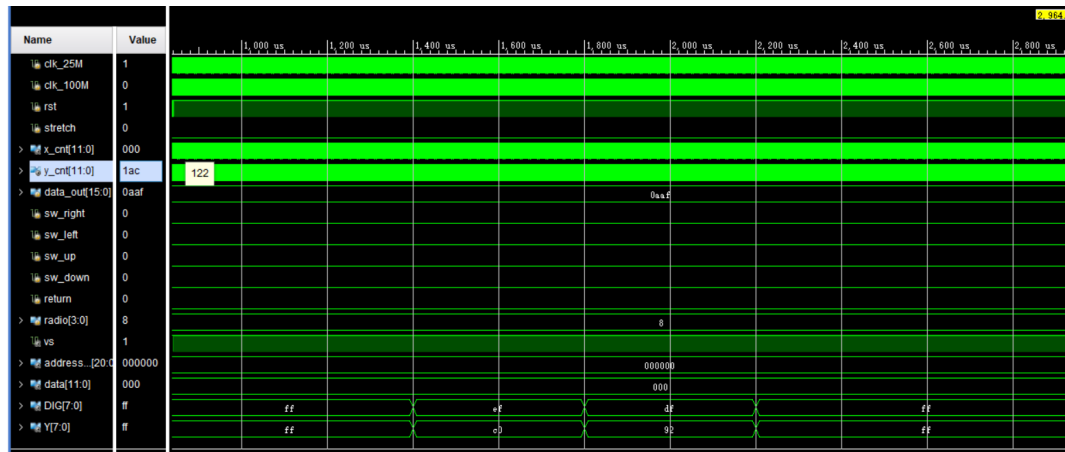 2,964
Name Value
1,000 us 1,200 us 1,400 us 1,600 us 1,800 us 2,000 us 2,200 us 2,400 us 2,600 us 2,800 us
clk_25M 1
clk_100M 0
rst 1
stretch 0
> x_cnt[11:0] 000
> y_cnt[11:0] 1ac 122
> data_out[15:0] 0aaf 0aaf
sw_right 0
sw_left 0
sw_up 0
sw_down 0
return 0
> radio[3:0] 8 8
vs 1
> address...[20:0 000000 000000
> data[11:0] 000 000
> DIG[7:0] ff ff ef df ff
> Y[7:0] ff ff c0 92 ff